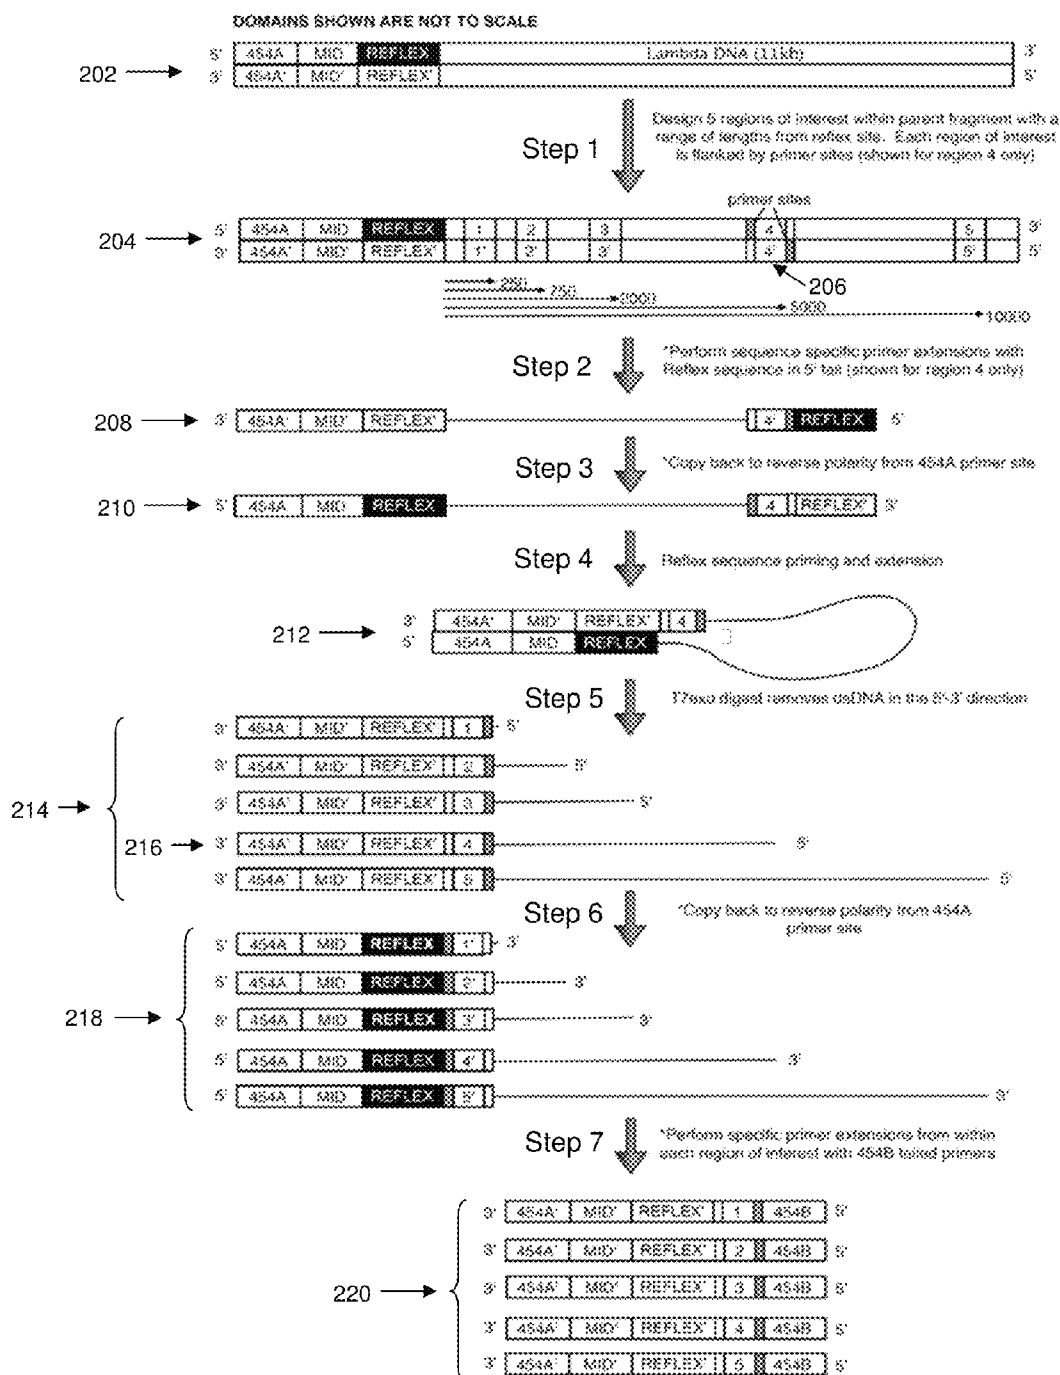 DOMAINS SHOWN ARE NOT TO SCALE
5' 454A MID REFLEX Lambda DNA (11kb) 3'
202 3' 454A' MID' REFLEX' 5'
Step 1
Design 5 regions of interest within parent fragment with a
range of lengths from reflex site. Each region of interest
is flanked by primer sites (shown for region 4 only)
primer sites
204
5' 454A MID REFLEX 1 2 3 4 5 3'
3' 454A' MID' REFLEX' 1' 2' 3' 4' 5' 5'
206
250
750
2000
5000
10000
Step 2
*Perform sequence specific primer extensions with
Reflex sequence in 5' tail (shown for region 4 only)
208 3' 454A' MID' REFLEX' 4' REFLEX 5'
Step 3
*Copy back to reverse polarity from 454A primer site
210 5' 454A MID REFLEX 4 REFLEX' 3'
Step 4
Reflex sequence priming and extension
212
3' 454A' MID' REFLEX' 4
5' 454A MID REFLEX
Step 5
T7exo digest removes dsDNA in the 5'-3' direction
214
3' 454A' MID' REFLEX' 1 5'
3' 454A' MID' REFLEX' 2 5'
3' 454A' MID' REFLEX' 3 5'
216 3' 454A' MID' REFLEX' 4 5'
3' 454A' MID' REFLEX' 5 5'
Step 6
*Copy back to reverse polarity from 454A
primer site
218
5' 454A MID REFLEX 1' 3'
5' 454A MID REFLEX 2' 3'
5' 454A MID REFLEX 3' 3'
5' 454A MID REFLEX 4' 3'
5' 454A MID REFLEX 5' 3'
Step 7
*Perform specific primer extensions from within
each region of interest with 454B tailed primers
220
3' 454A' MID' REFLEX' 1 454B 5'
3' 454A' MID' REFLEX' 2 454B 5'
3' 454A' MID' REFLEX' 3 454B 5'
3' 454A' MID' REFLEX' 4 454B 5'
3' 454A' MID' REFLEX' 5 454B 5'